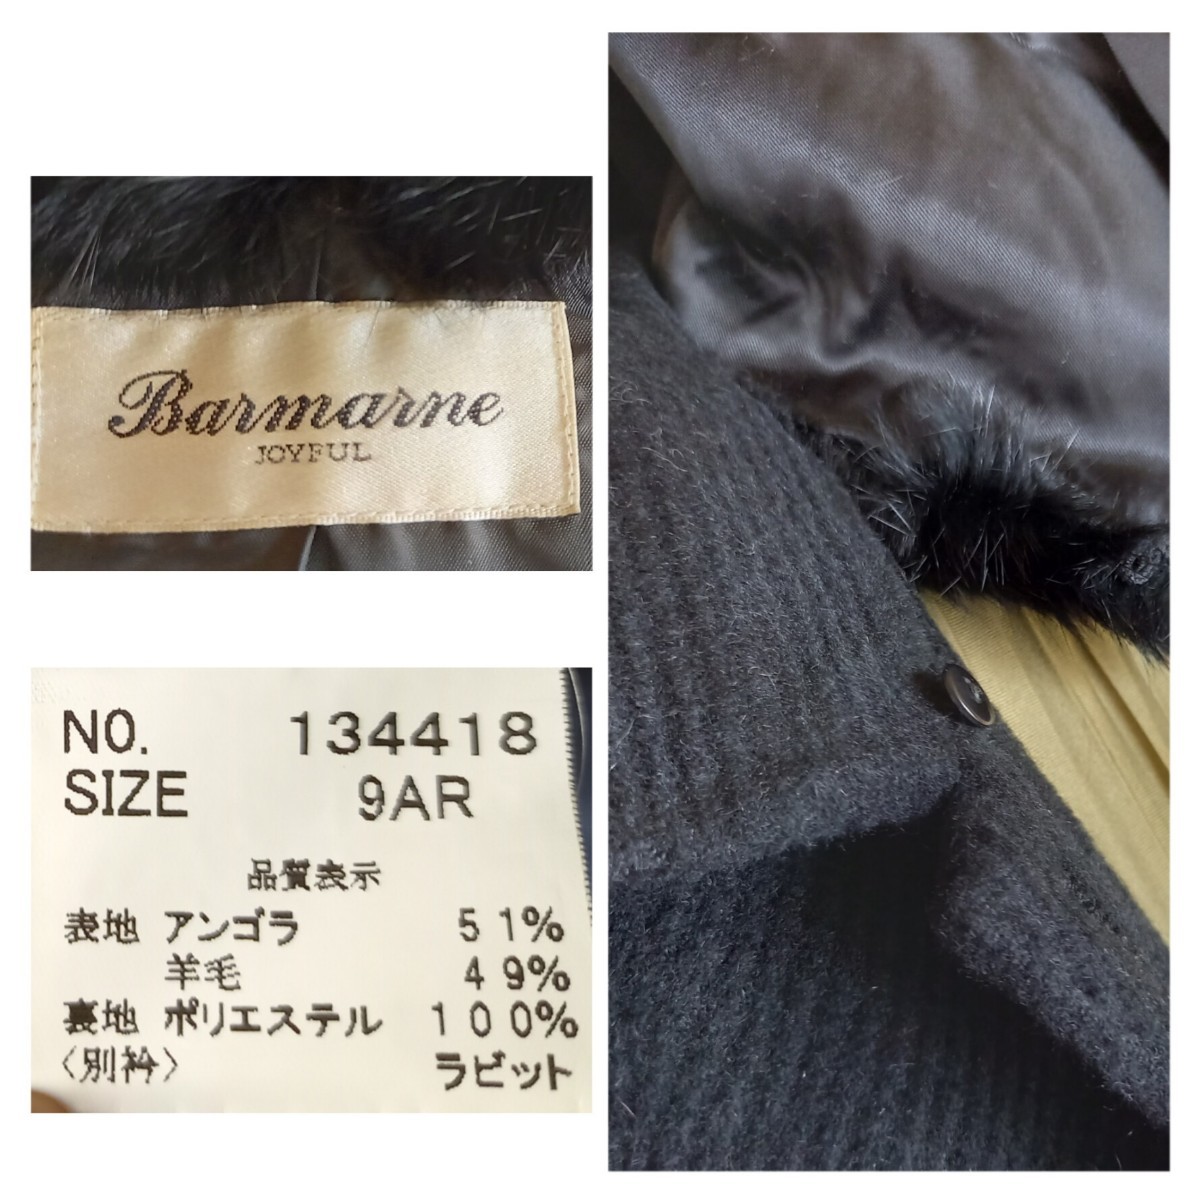 Barmarne
JOYFUL
NO. 134418
SIZE 9AR
品質表示
表地 アンゴラ 51%
羊毛 49%
裏地 ポリエステル 100%
〈別衿〉 ラビット